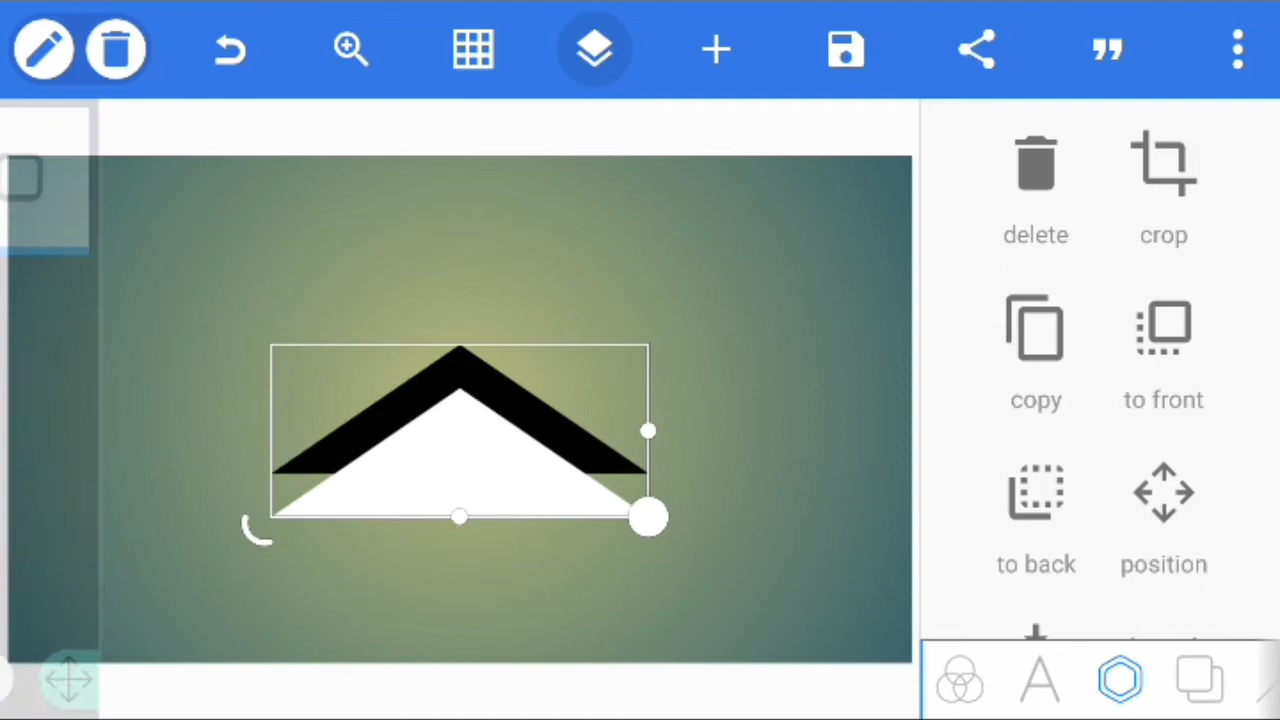 delete
crop
copy
to front
to back
position